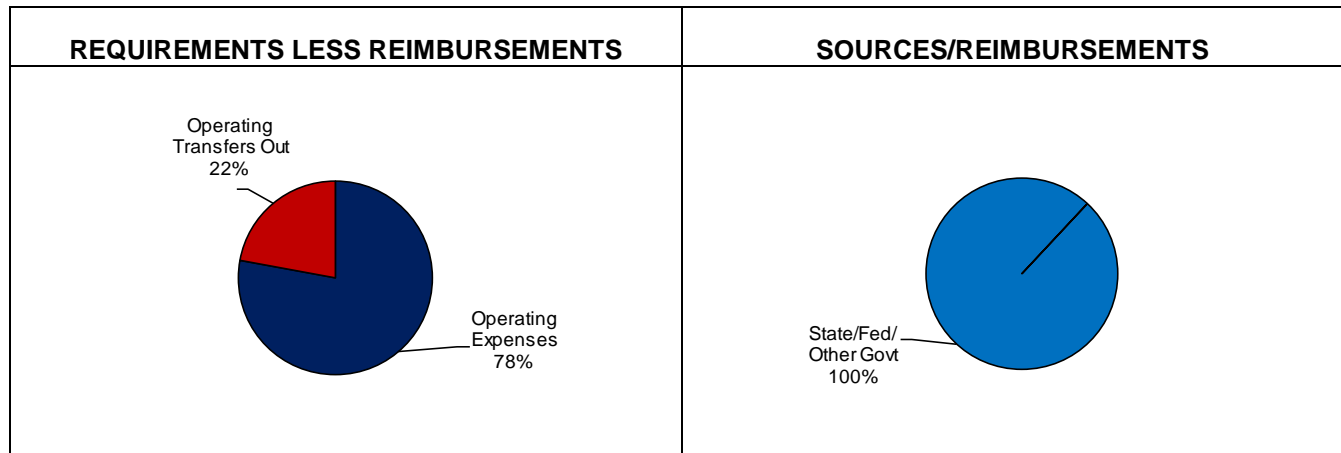 REQUIREMENTS LESS REIMBURSEMENTS
SOURCES/REIMBURSEMENTS
Operating
Transfers Out
22%
Operating
Expenses
78%
State/Fed/
Other Govt
100%